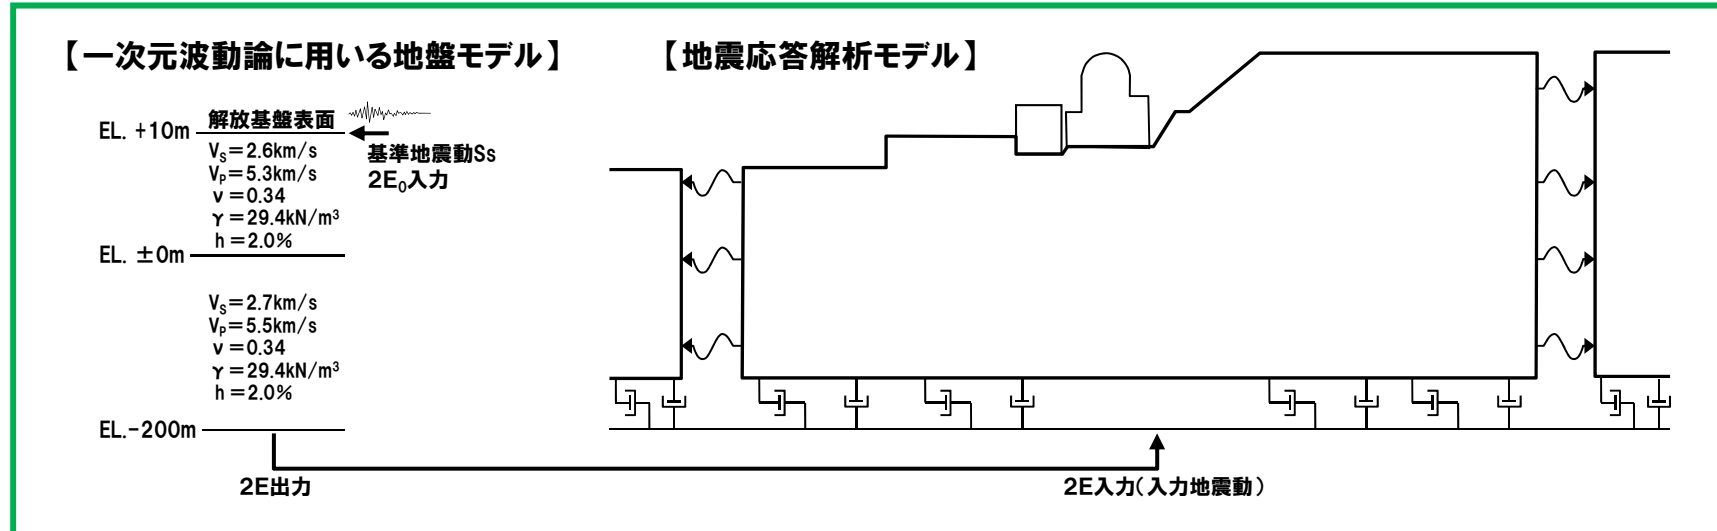 【一次元波動論に用いる地盤モデル】
【地震応答解析モデル】
解放基盤表面
EL. +10m
基準地震動Ss
2E₀入力
Vs=2.6km/s
VP=5.3km/s
ν=0.34
γ=29.4kN/m³
h=2.0%
EL. ±0m
Vs=2.7km/s
VP=5.5km/s
ν=0.34
γ=29.4kN/m³
h=2.0%
EL.-200m
2E出力
2E入力(入力地震動)